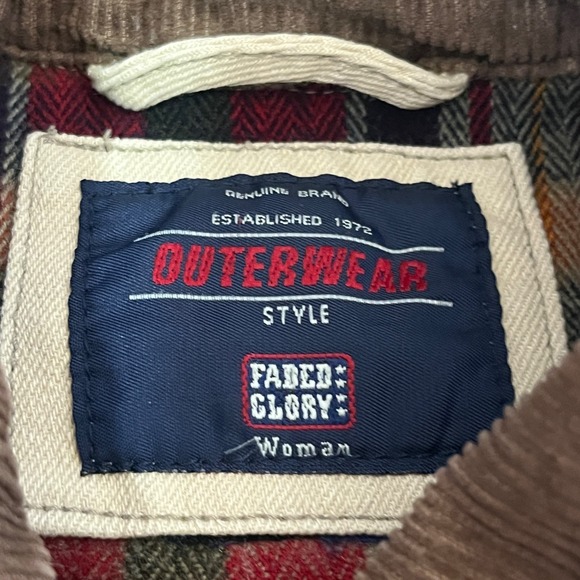 GENUINE BRAND
ESTABLISHED 1972
OUTERWEAR
STYLE
FADED
GLORY
Woman